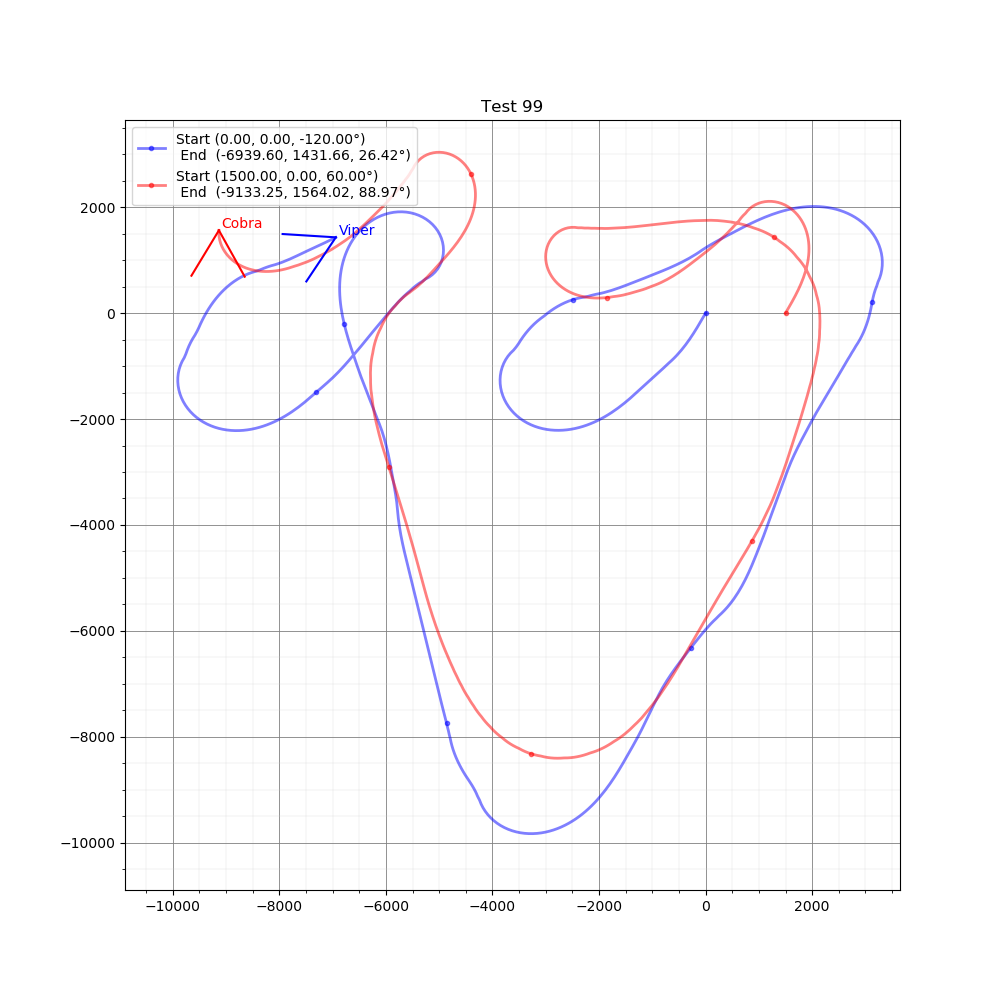 Test 99
Start (0.00, 0.00, -120.00°)
End  (-6939.60, 1431.66, 26.42°)
Start (1500.00, 0.00, 60.00°)
End  (-9133.25, 1564.02, 88.97°)
Cobra
Viper
2000
0
−2000
−4000
−6000
−8000
−10000
−10000 −8000 −6000 −4000 −2000 0 2000